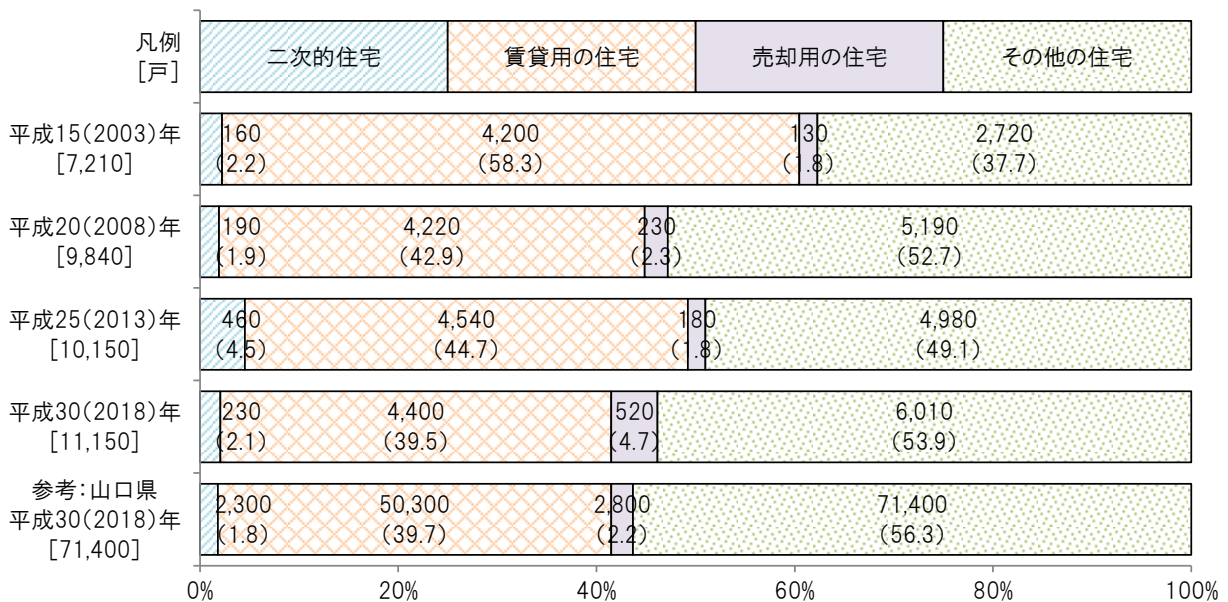 凡例
[戸]
二次的住宅 賃貸用の住宅 売却用の住宅 その他の住宅
平成15(2003)年
[7,210]
160 4,200 130 2,720
(2.2) (58.3) (1.8) (37.7)
平成20(2008)年
[9,840]
190 4,220 230 5,190
(1.9) (42.9) (2.3) (52.7)
平成25(2013)年
[10,150]
460 4,540 180 4,980
(4.5) (44.7) (1.8) (49.1)
平成30(2018)年
[11,150]
230 4,400 520 6,010
(2.1) (39.5) (4.7) (53.9)
参考:山口県
平成30(2018)年
[71,400]
2,300 50,300 2,800 71,400
(1.8) (39.7) (2.2) (56.3)
0% 20% 40% 60% 80% 100%